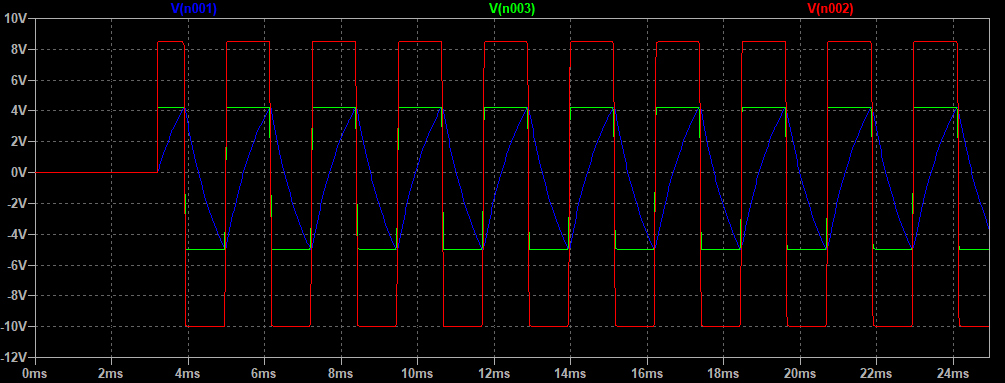 V(n001) V(n003) V(n002)
10V
8V
6V
4V
2V
0V
-2V
-4V
-6V
-8V
-10V
-12V
0ms 2ms 4ms 6ms 8ms 10ms 12ms 14ms 16ms 18ms 20ms 22ms 24ms